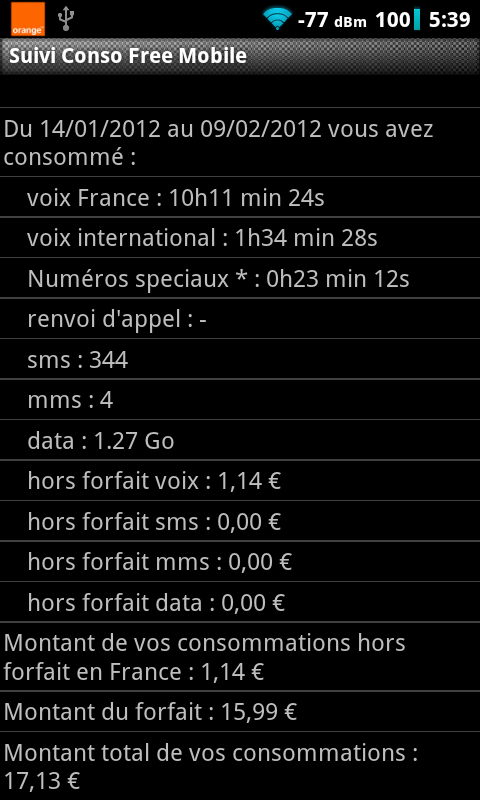 orange
-77 dBm 100 5:39
Suivi Conso Free Mobile
Du 14/01/2012 au 09/02/2012 vous avez
consommé :
voix France : 10h11 min 24s
voix international : 1h34 min 28s
Numéros speciaux * : 0h23 min 12s
renvoi d'appel : -
sms : 344
mms : 4
data : 1.27 Go
hors forfait voix : 1,14 €
hors forfait sms : 0,00 €
hors forfait mms : 0,00 €
hors forfait data : 0,00 €
Montant de vos consommations hors
forfait en France : 1,14 €
Montant du forfait : 15,99 €
Montant total de vos consommations :
17,13 €